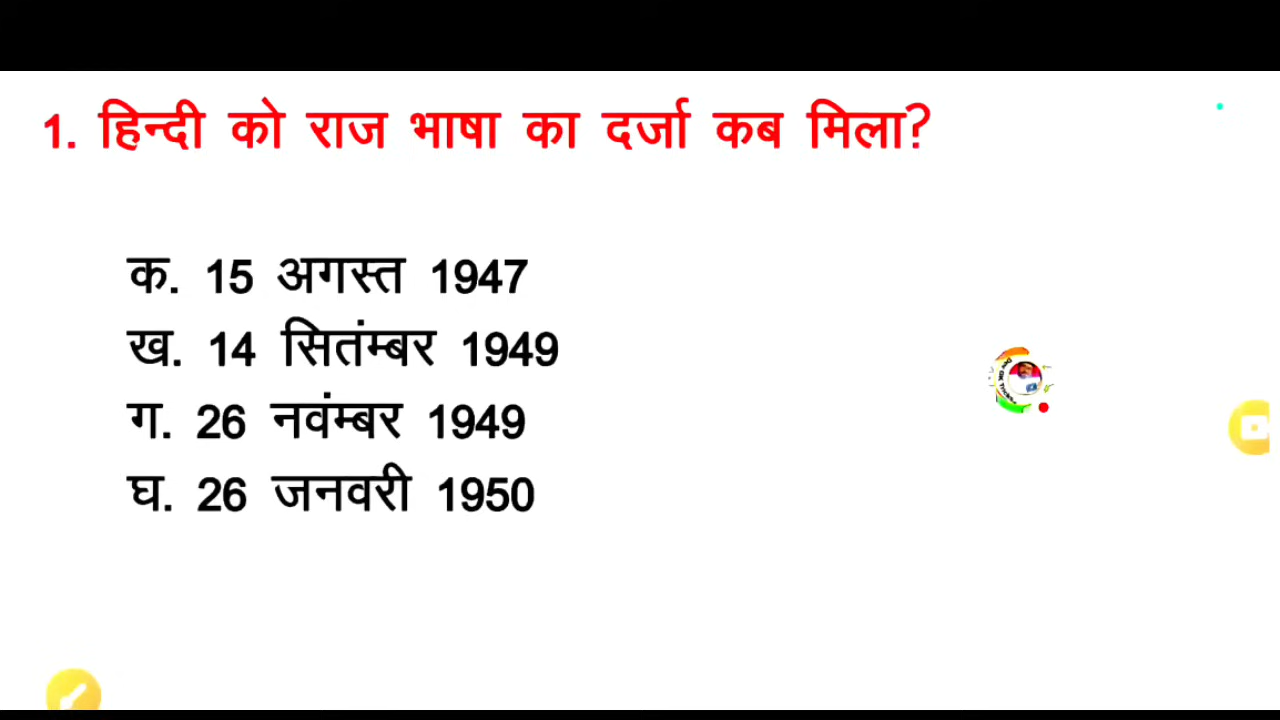 1. हिन्दी को राज भाषा का दर्जा कब मिला?
क. 15 अगस्त 1947
ख. 14 सितंम्बर 1949
ग. 26 नवंम्बर 1949
घ. 26 जनवरी 1950